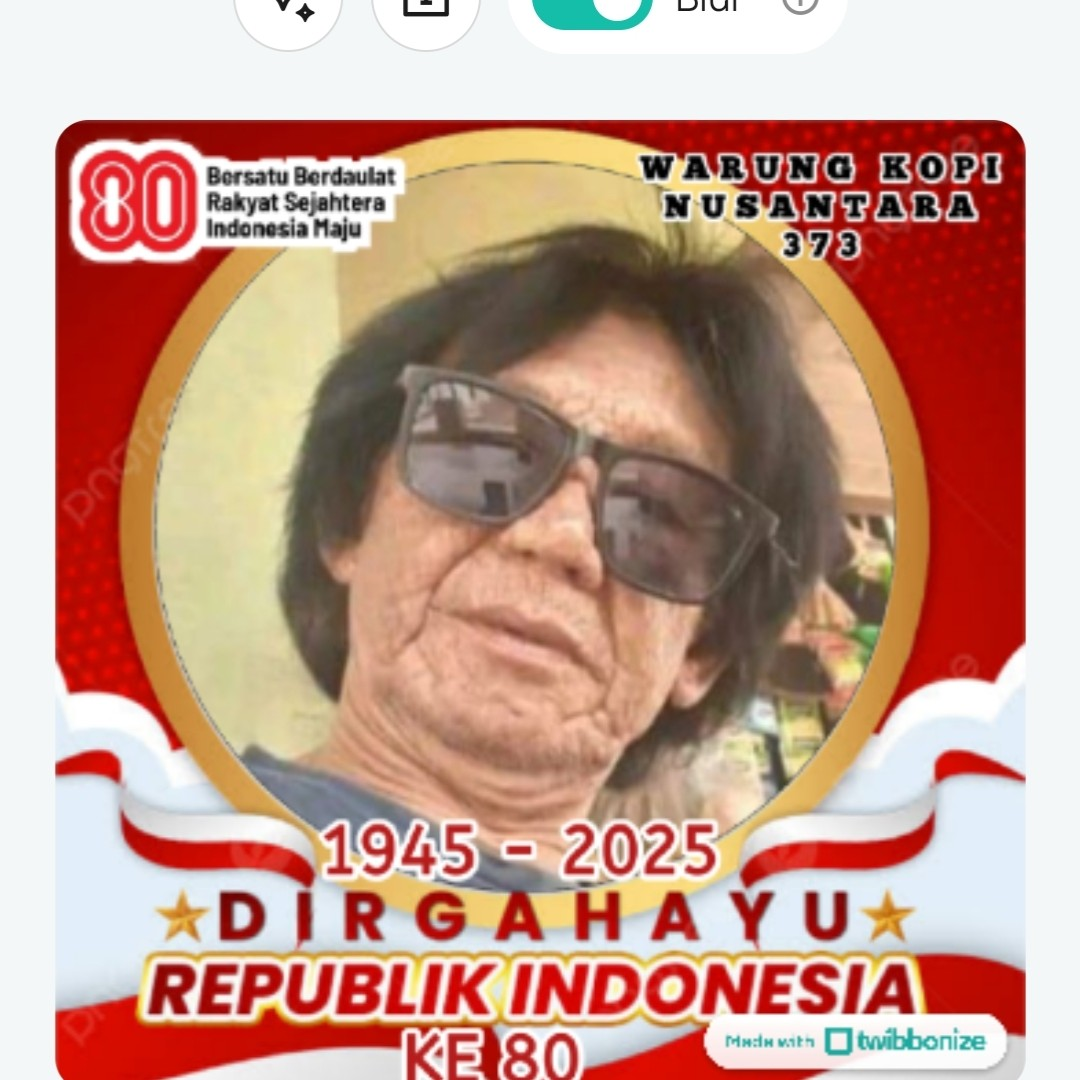 Blur
80
Bersatu Berdaulat
Rakyat Sejahtera
Indonesia Maju
WARUNG KOPI
NUSANTARA
373
1945 - 2025
DIRGAHAYU
REPUBLIK INDONESIA
KE 80
Made with twibbonize